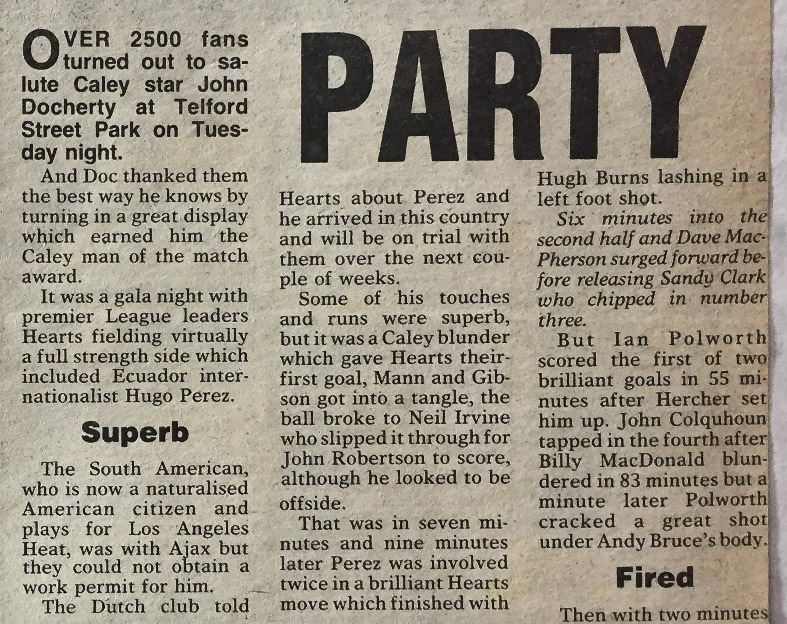 PARTY
OVER 2500 fans
turned out to sa-
lute Caley star John
Docherty at Telford
Street Park on Tues-
day night.
And Doc thanked them
the best way he knows by
turning in a great display
which earned him the
Caley man of the match
award.
It was a gala night with
premier League leaders
Hearts fielding virtually
a full strength side which
included Ecuador inter-
nationalist Hugo Perez.
Superb
The South American,
who is now a naturalised
American citizen and
plays for Los Angeles
Heat, was with Ajax but
they could not obtain a
work permit for him.
The Dutch club told
Hearts about Perez and
he arrived in this country
and will be on trial with
them over the next cou-
ple of weeks.
Some of his touches
and runs were superb,
but it was a Caley blunder
which gave Hearts their-
first goal, Mann and Gib-
son got into a tangle, the
ball broke to Neil Irvine
who slipped it through for
John Robertson to score,
although he looked to be
offside.
That was in seven mi-
nutes and nine minutes
later Perez was involved
twice in a brilliant Hearts
move which finished with
Hugh Burns lashing in a
left foot shot.
Six minutes into the
second half and Dave Mac-
Pherson surged forward be-
fore releasing Sandy Clark
who chipped in number
three.
But Ian Polworth
scored the first of two
brilliant goals in 55 mi-
nutes after Hercher set
him up. John Colquhoun
tapped in the fourth after
Billy MacDonald blun-
dered in 83 minutes but a
minute later Polworth
cracked a great shot
under Andy Bruce's body.
Fired
Then with two minutes